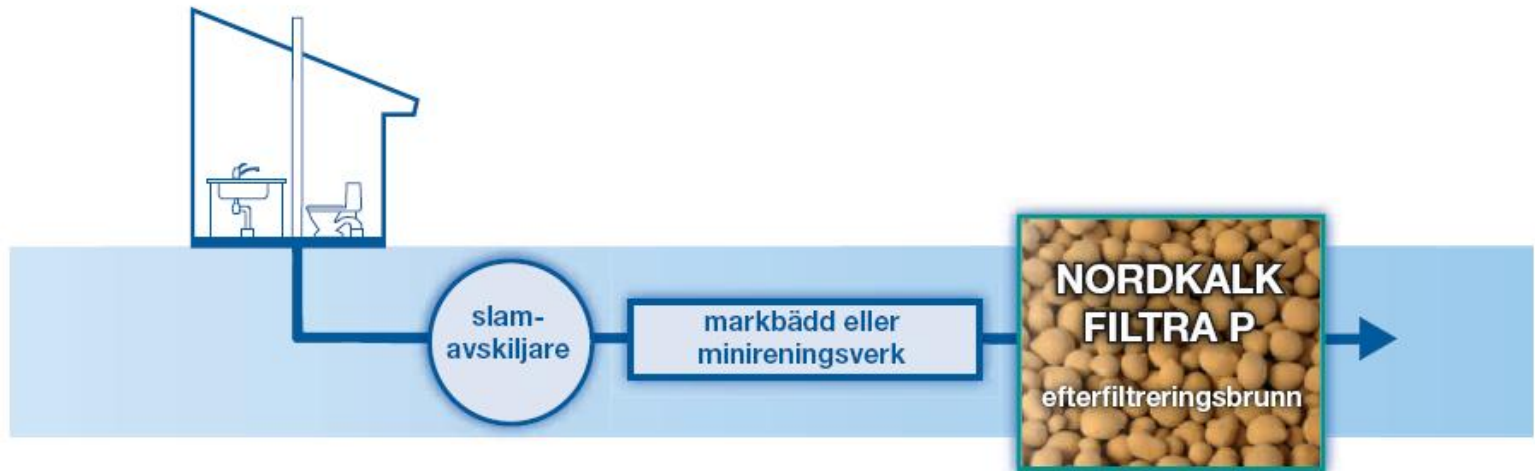 slam-
avskiljare
markbädd eller
minireningsverk
NORDKALK
FILTRA P
efterfiltreringsbrunn